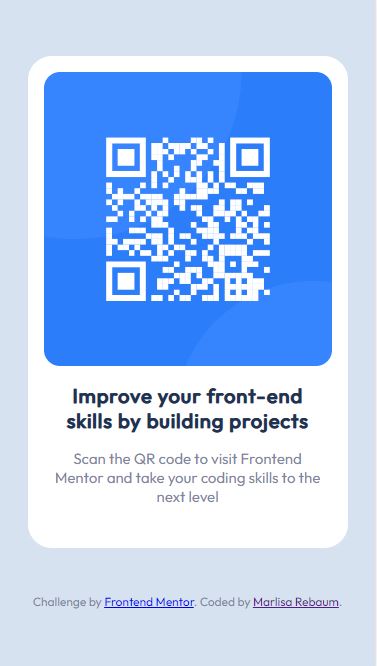 Improve your front-end
skills by building projects
Scan the QR code to visit Frontend
Mentor and take your coding skills to the
next level
Challenge by Frontend Mentor. Coded by Marlisa Rebaum.